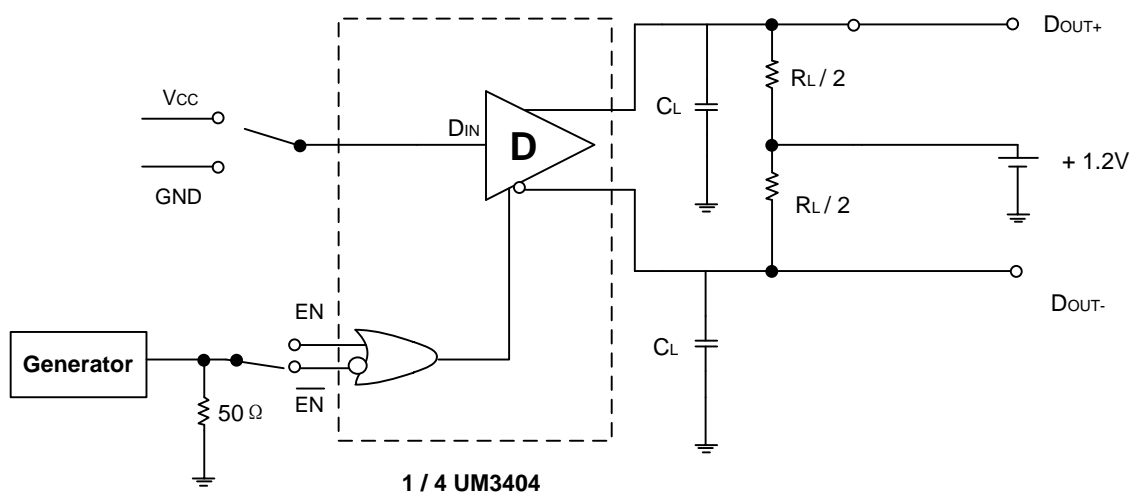 DOUT+
RL / 2
VCC
CL
DIN
D
+ 1.2V
GND
RL / 2
DOUT-
EN
Generator
CL
EN
50 Ω
1 / 4 UM3404